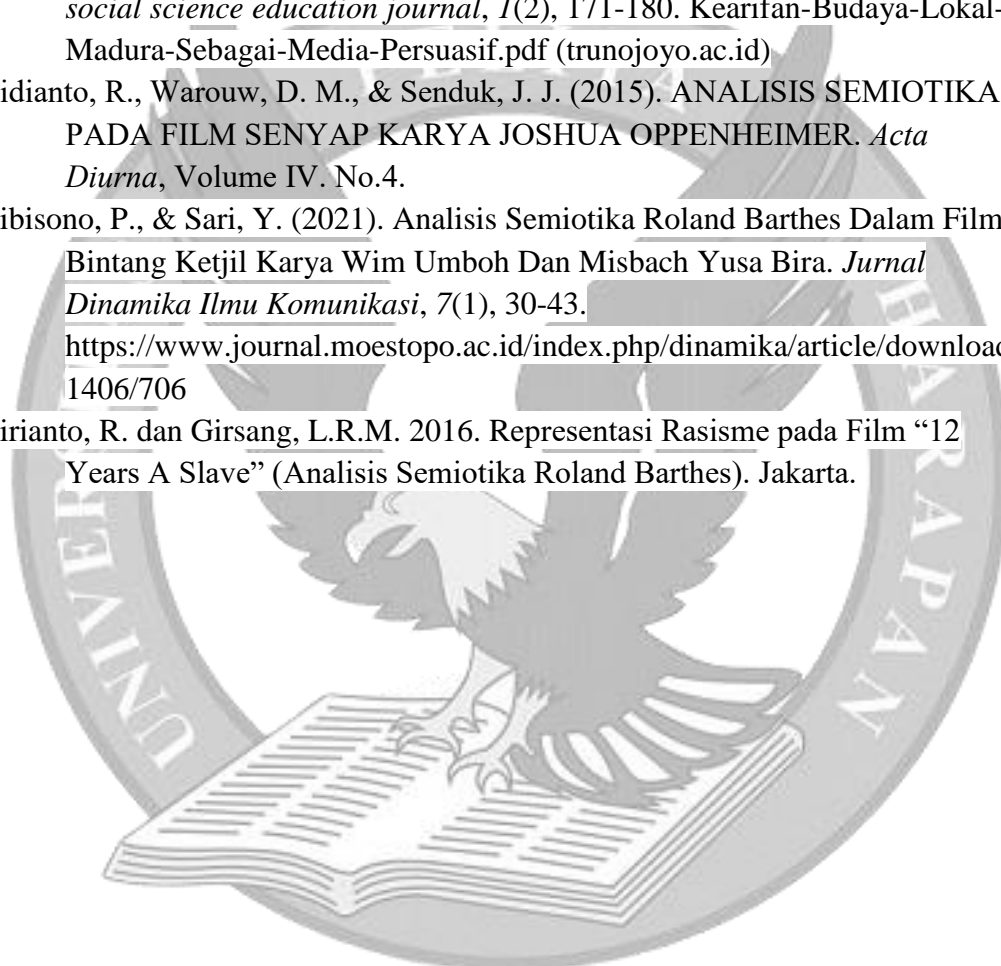 social science education journal, 1(2), 171-180. Kearifan-Budaya-Lokal-
Madura-Sebagai-Media-Persuasif.pdf (trunojoyo.ac.id)
idianto, R., Warouw, D. M., & Senduk, J. J. (2015). ANALISIS SEMIOTIKA
PADA FILM SENYAP KARYA JOSHUA OPPENHEIMER. Acta
Diurna, Volume IV. No.4.
ibisono, P., & Sari, Y. (2021). Analisis Semiotika Roland Barthes Dalam Film
Bintang Ketjil Karya Wim Umboh Dan Misbach Yusa Bira. Jurnal
Dinamika Ilmu Komunikasi, 7(1), 30-43.
https://www.journal.moestopo.ac.id/index.php/dinamika/article/download
1406/706
irianto, R. dan Girsang, L.R.M. 2016. Representasi Rasisme pada Film “12
Years A Slave” (Analisis Semiotika Roland Barthes). Jakarta.
HARAPAN